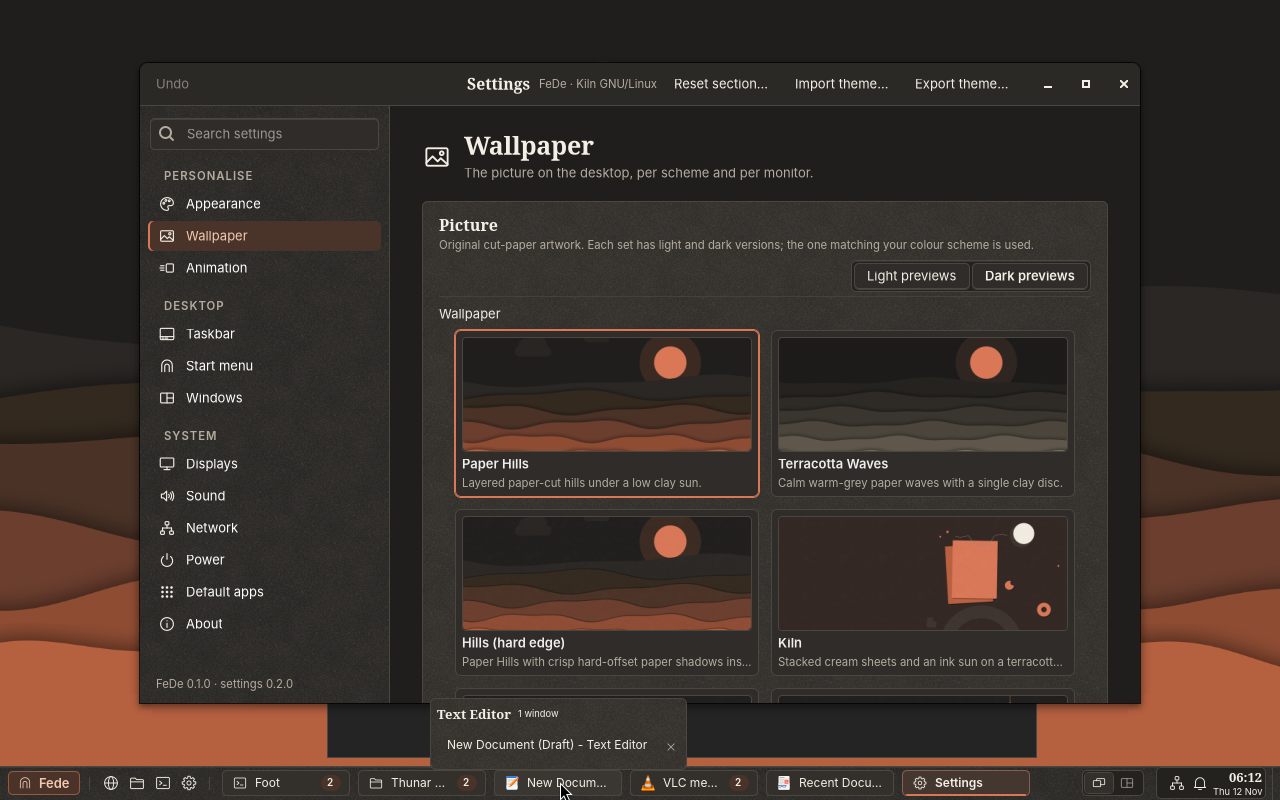 Undo
Settings FeDe · Kiln GNU/Linux
Reset section...
Import theme...
Export theme...
Search settings
PERSONALISE
Appearance
Wallpaper
Animation
DESKTOP
Taskbar
Start menu
Windows
SYSTEM
Displays
Sound
Network
Power
Default apps
About
FeDe 0.1.0 · settings 0.2.0
Wallpaper
The picture on the desktop, per scheme and per monitor.
Picture
Original cut-paper artwork. Each set has light and dark versions; the one matching your colour scheme is used.
Light previews
Dark previews
Wallpaper
Paper Hills
Layered paper-cut hills under a low clay sun.
Terracotta Waves
Calm warm-grey paper waves with a single clay disc.
Hills (hard edge)
Paper Hills with crisp hard-offset paper shadows ins...
Kiln
Stacked cream sheets and an ink sun on a terracott...
Text Editor 1 window
New Document (Draft) - Text Editor
Fede
Foot 2
Thunar ... 2
New Docum...
VLC me... 2
Recent Docu...
Settings
06:12
Thu 12 Nov